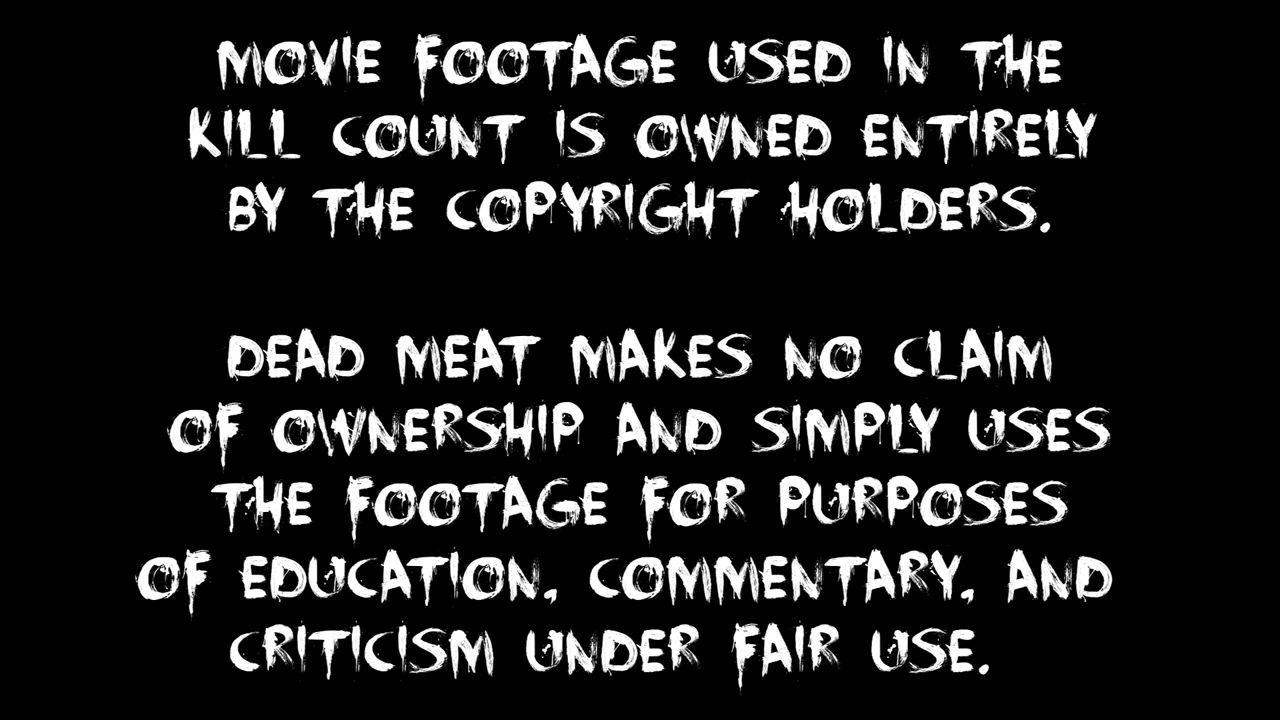 MOVIE FOOTAGE USED IN THE
KILL COUNT IS OWNED ENTIRELY
BY THE COPYRIGHT HOLDERS.
DEAD MEAT MAKES NO CLAIM
OF OWNERSHIP AND SIMPLY USES
THE FOOTAGE FOR PURPOSES
OF EDUCATION, COMMENTARY, AND
CRITICISM UNDER FAIR USE.